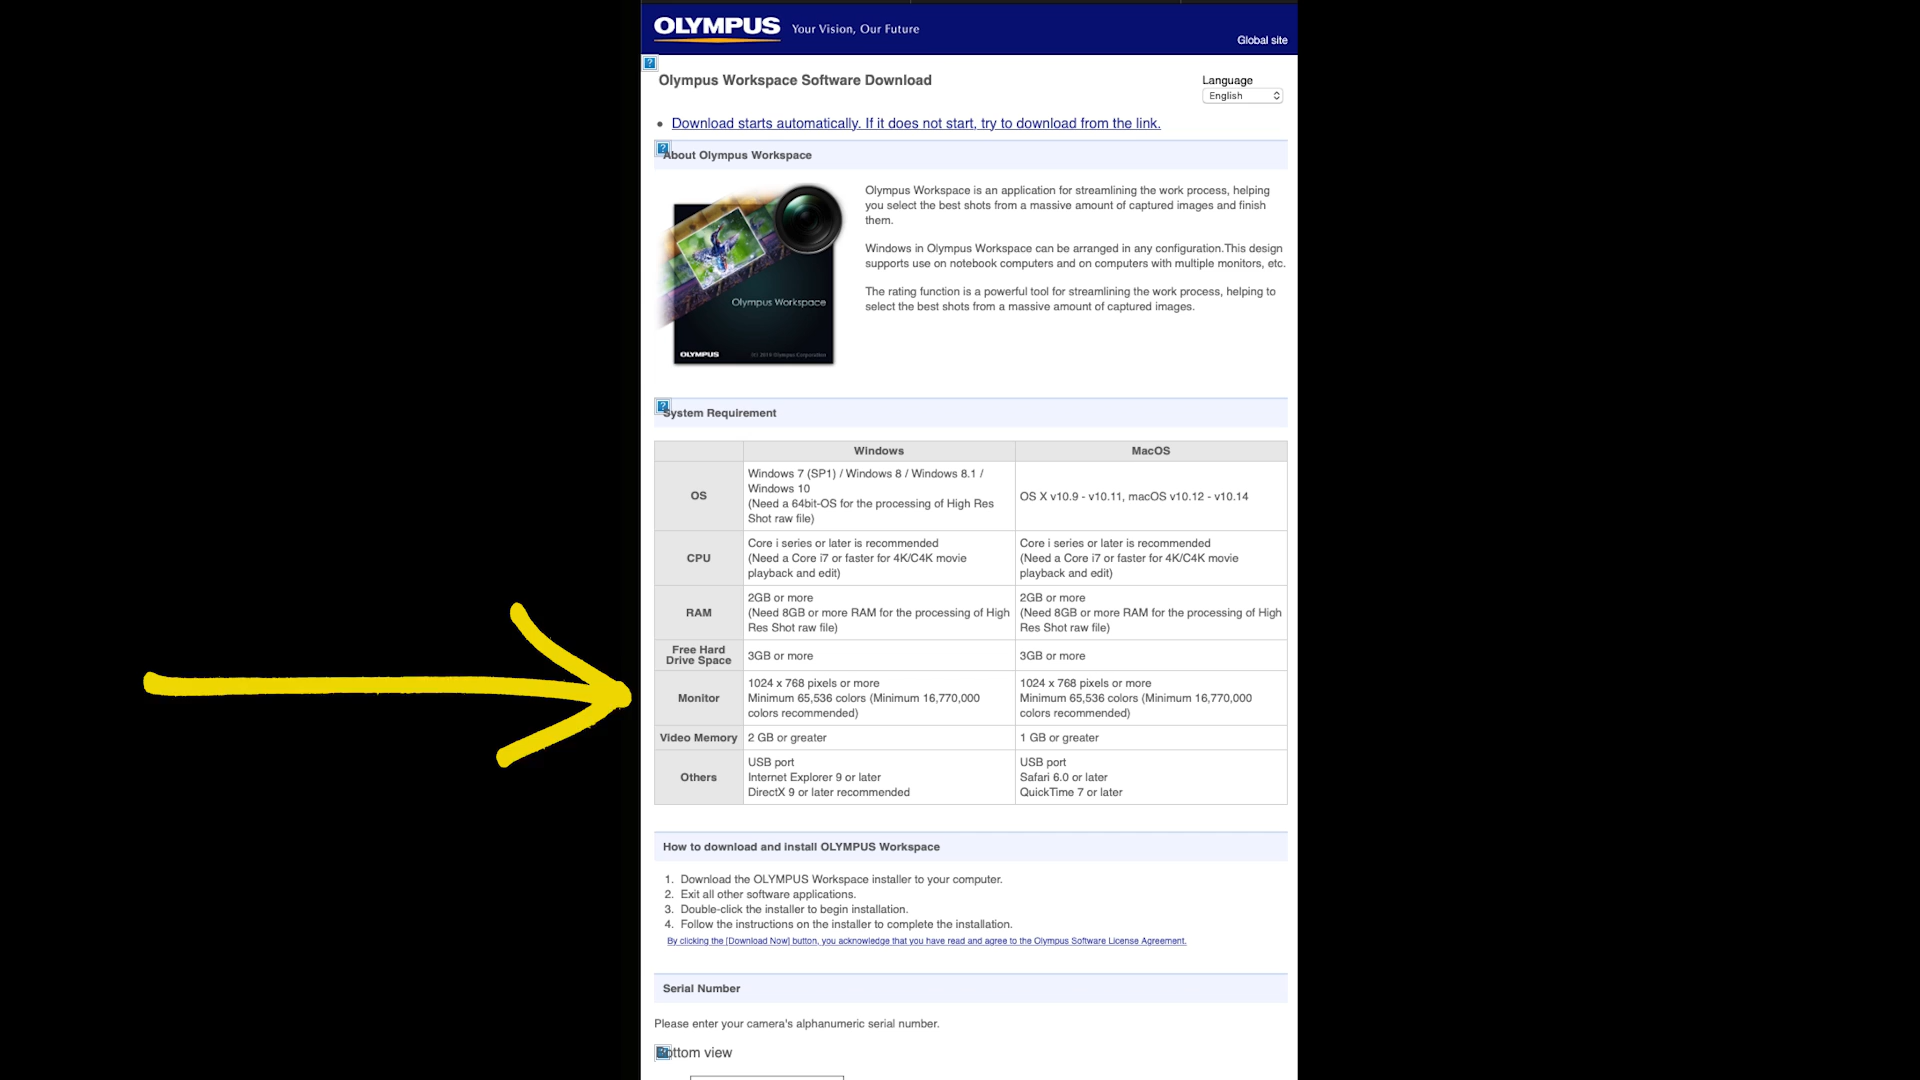 OLYMPUS Your Vision, Our Future
Global site
Olympus Workspace Software Download
Language
English
• Download starts automatically. If it does not start, try to download from the link.
About Olympus Workspace
Olympus Workspace
OLYMPUS
Olympus Workspace is an application for streamlining the work process, helping
you select the best shots from a massive amount of captured images and finish
them.
Windows in Olympus Workspace can be arranged in any configuration.This design
supports use on notebook computers and on computers with multiple monitors, etc.
The rating function is a powerful tool for streamlining the work process, helping to
select the best shots from a massive amount of captured images.
System Requirement
Windows
MacOS
OS
Windows 7 (SP1) / Windows 8 / Windows 8.1 /
Windows 10
(Need a 64bit-OS for the processing of High Res
Shot raw file)
OS X v10.9 - v10.11, macOS v10.12 - v10.14
CPU
Core i series or later is recommended
(Need a Core i7 or faster for 4K/C4K movie
playback and edit)
Core i series or later is recommended
(Need a Core i7 or faster for 4K/C4K movie
playback and edit)
RAM
2GB or more
(Need 8GB or more RAM for the processing of High
Res Shot raw file)
2GB or more
(Need 8GB or more RAM for the processing of High
Res Shot raw file)
Free Hard
Drive Space
3GB or more
3GB or more
Monitor
1024 x 768 pixels or more
Minimum 65,536 colors (Minimum 16,770,000
colors recommended)
1024 x 768 pixels or more
Minimum 65,536 colors (Minimum 16,770,000
colors recommended)
Video Memory
2 GB or greater
1 GB or greater
Others
USB port
Internet Explorer 9 or later
DirectX 9 or later recommended
USB port
Safari 6.0 or later
QuickTime 7 or later
How to download and install OLYMPUS Workspace
1. Download the OLYMPUS Workspace installer to your computer.
2. Exit all other software applications.
3. Double-click the installer to begin installation.
4. Follow the instructions on the installer to complete the installation.
By clicking the [Download Now] button, you acknowledge that you have read and agree to the Olympus Software License Agreement.
Serial Number
Please enter your camera's alphanumeric serial number.
ttom view